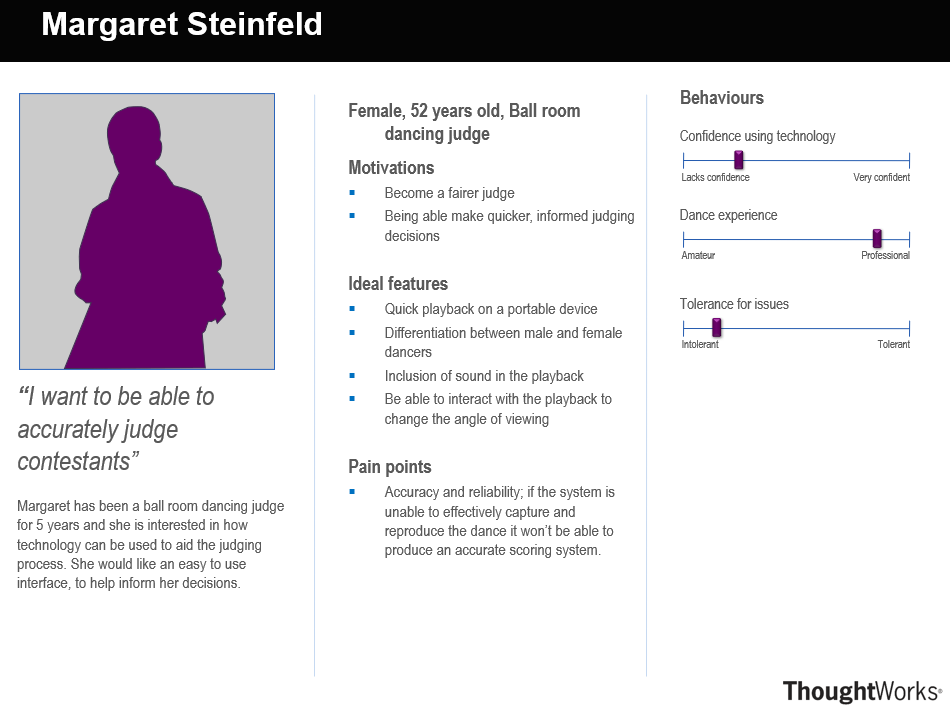 Margaret Steinfeld
“I want to be able to
accurately judge
contestants”
Margaret has been a ball room dancing judge
for 5 years and she is interested in how
technology can be used to aid the judging
process. She would like an easy to use
interface, to help inform her decisions.
Female, 52 years old, Ball room
dancing judge
Motivations
Become a fairer judge
Being able make quicker, informed judging
decisions
Ideal features
Quick playback on a portable device
Differentiation between male and female
dancers
Inclusion of sound in the playback
Be able to interact with the playback to
change the angle of viewing
Pain points
Accuracy and reliability; if the system is
unable to effectively capture and
reproduce the dance it won’t be able to
produce an accurate scoring system.
Behaviours
Confidence using technology
Lacks confidence Very confident
Dance experience
Amateur Professional
Tolerance for issues
Intolerant Tolerant
ThoughtWorks®